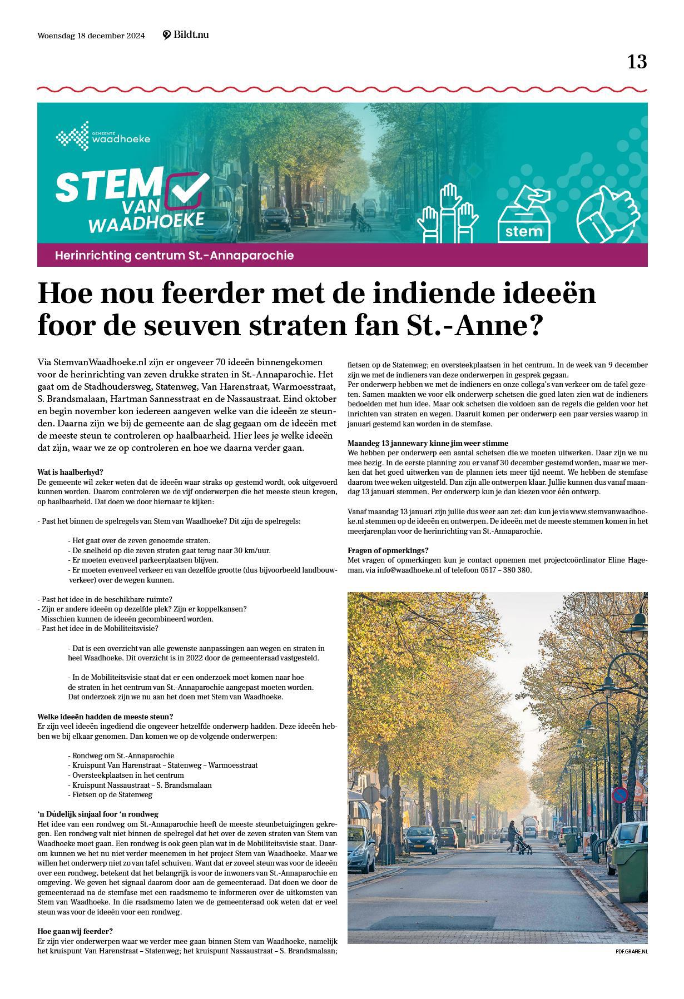 Woensdag 18 december 2024
Bildt.nu
13
GEMEENTE
waadhoeke
STEM
VAN
WAADHOEKE
stem
Herinrichting centrum St.-Annaparochie
Hoe nou feerder met de indiende ideeën
foor de seuven straten fan St.-Anne?
Via StemvanWaadhoeke.nl zijn er ongeveer 70 ideeën binnengekomen
voor de herinrichting van zeven drukke straten in St.-Annaparochie. Het
gaat om de Stadhoudersweg, Statenweg, Van Harenstraat, Warmoesstraat,
S. Brandsmalaan, Hartman Sannesstraat en de Nassaustraat. Eind oktober
en begin november kon iedereen aangeven welke van die ideeën ze steun-
den. Daarna zijn we bij de gemeente aan de slag gegaan om de ideeën met
de meeste steun te controleren op haalbaarheid. Hier lees je welke ideeën
dat zijn, waar we ze op controleren en hoe we daarna verder gaan.
Wat is haalberhyd?
De gemeente wil zeker weten dat de ideeën waar straks op gestemd wordt, ook uitgevoerd
kunnen worden. Daarom controleren we de vijf onderwerpen die het meeste steun kregen,
op haalbaarheid. Dat doen we door hiernaar te kijken:
- Past het binnen de spelregels van Stem van Waadhoeke? Dit zijn de spelregels:
- Het gaat over de zeven genoemde straten.
- De snelheid op die zeven straten gaat terug naar 30 km/uur.
- Er moeten evenveel parkeerplaatsen blijven.
- Er moeten evenveel verkeer en van dezelfde grootte (dus bijvoorbeeld landbouw-
verkeer) over de wegen kunnen.
- Past het idee in de beschikbare ruimte?
- Zijn er andere ideeën op dezelfde plek? Zijn er koppelkansen?
Misschien kunnen de ideeën gecombineerd worden.
- Past het idee in de Mobiliteitsvisie?
- Dat is een overzicht van alle gewenste aanpassingen aan wegen en straten in
heel Waadhoeke. Dit overzicht is in 2022 door de gemeenteraad vastgesteld.
- In de Mobiliteitsvisie staat dat er een onderzoek moet komen naar hoe
de straten in het centrum van St.-Annaparochie aangepast moeten worden.
Dat onderzoek zijn we nu aan het doen met Stem van Waadhoeke.
Welke ideeën hadden de meeste steun?
Er zijn veel ideeën ingediend die ongeveer hetzelfde onderwerp hadden. Deze ideeën heb-
ben we bij elkaar genomen. Dan komen we op de volgende onderwerpen:
- Rondweg om St.-Annaparochie
- Kruispunt Van Harenstraat – Statenweg – Warmoesstraat
- Oversteekplaatsen in het centrum
- Kruispunt Nassaustraat – S. Brandsmalaan
- Fietsen op de Statenweg
‘n Dúdelijk sinjaal foor ‘n rondweg
Het idee van een rondweg om St.-Annaparochie heeft de meeste steunbetuigingen gekre-
gen. Een rondweg valt niet binnen de spelregel dat het over de zeven straten van Stem van
Waadhoeke moet gaan. Een rondweg is ook geen plan wat in de Mobiliteitsvisie staat. Daar-
om kunnen we het nu niet verder meenemen in het project Stem van Waadhoeke. Maar we
willen het onderwerp niet zo van tafel schuiven. Want dat er zoveel steun was voor de ideeën
over een rondweg, betekent dat het belangrijk is voor de inwoners van St.-Annaparochie en
omgeving. We geven het signaal daarom door aan de gemeenteraad. Dat doen we door de
gemeenteraad na de stemfase met een raadsmemo te informeren over de uitkomsten van
Stem van Waadhoeke. In die raadsmemo laten we de gemeenteraad ook weten dat er veel
steun was voor de ideeën voor een rondweg.
Hoe gaan wij feerder?
Er zijn vier onderwerpen waar we verder mee gaan binnen Stem van Waadhoeke, namelijk
het kruispunt Van Harenstraat – Statenweg; het kruispunt Nassaustraat – S. Brandsmalaan;
fietsen op de Statenweg; en oversteekplaatsen in het centrum. In de week van 9 december
zijn we met de indieners van deze onderwerpen in gesprek gegaan.
Per onderwerp hebben we met de indieners en onze collega's van verkeer om de tafel geze-
ten. Samen maakten we voor elk onderwerp schetsen die goed laten zien wat de indieners
bedoelden met hun idee. Maar ook schetsen die voldoen aan de regels die gelden voor het
inrichten van straten en wegen. Daaruit komen per onderwerp een paar versies waarop in
januari gestemd kan worden in de stemfase.
Maandeg 13 jannewary kinne jim weer stimme
We hebben per onderwerp een aantal schetsen die we moeten uitwerken. Daar zijn we nu
mee bezig. In de eerste planning zou er vanaf 30 december gestemd worden, maar we mer-
ken dat het goed uitwerken van de plannen iets meer tijd neemt. We hebben de stemfase
daarom twee weken uitgesteld. Dan zijn alle ontwerpen klaar. Jullie kunnen dus vanaf maan-
dag 13 januari stemmen. Per onderwerp kun je dan kiezen voor één ontwerp.
Vanaf maandag 13 januari zijn jullie dus weer aan zet: dan kun je via www.stemvanwaadhoe-
ke.nl stemmen op de ideeën en ontwerpen. De ideeën met de meeste stemmen komen in het
meerjarenplan voor de herinrichting van St.-Annaparochie.
Fragen of opmerkings?
Met vragen of opmerkingen kun je contact opnemen met projectcoördinator Eline Hage-
man, via info@waadhoeke.nl of telefoon 0517 – 380 380.
PDF.GRAFIE.NL